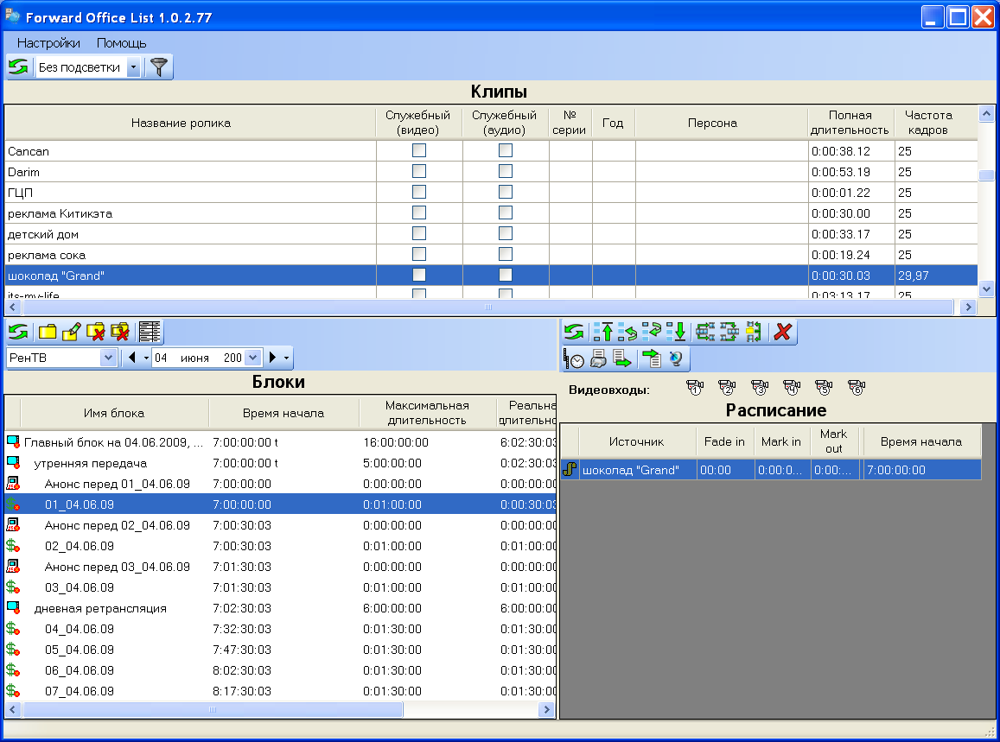 Forward Office List 1.0.2.77
Настройки Помощь
Без подсветки
Клипы
Название ролика Служебный (видео) Служебный (аудио) № серии Год Персона Полная длительность Частота кадров
Cancan 0:00:38.12 25
Darim 0:00:53.19 25
ГЦП 0:00:01.22 25
реклама Китикэта 0:00:30.00 25
детский дом 0:00:33.17 25
реклама сока 0:00:19.24 25
шоколад "Grand" 0:00:30.03 29,97
its-my-life 0:03:13.17 25
РенТВ 04 июня 200
Блоки
Имя блока Время начала Максимальная длительность Реальна длительно
Главный блок на 04.06.2009, ... 7:00:00:00 t 16:00:00:00 6:02:30:03
утренняя передача 7:00:00:00 t 5:00:00:00 0:02:30:03
Анонс перед 01_04.06.09 7:00:00:00 0:00:00:00 0:00:00:00
01_04.06.09 7:00:00:00 0:01:00:00 0:00:30:03
Анонс перед 02_04.06.09 7:00:30:03 0:00:00:00 0:00:00:00
02_04.06.09 7:00:30:03 0:01:00:00 0:01:00:00
Анонс перед 03_04.06.09 7:01:30:03 0:00:00:00 0:00:00:00
03_04.06.09 7:01:30:03 0:01:00:00 0:01:00:00
дневная ретрансляция 7:02:30:03 6:00:00:00 6:00:00:00
04_04.06.09 7:32:30:03 0:01:30:00 0:01:30:00
05_04.06.09 7:47:30:03 0:01:30:00 0:01:30:00
06_04.06.09 8:02:30:03 0:01:30:00 0:01:30:00
07_04.06.09 8:17:30:03 0:01:30:00 0:01:30:00
Видеовходы: 1 2 3 4 5 6
Расписание
Источник Fade in Mark in Mark out Время начала
шоколад "Grand" 00:00 0:00:0... 0:00:... 7:00:00:00